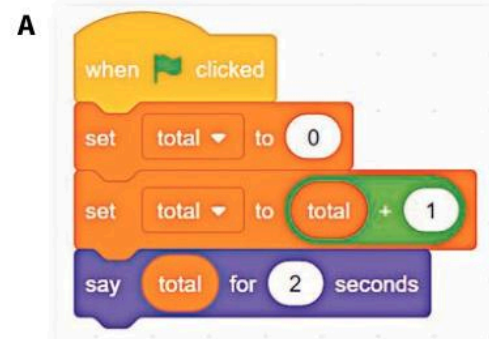 A
when clicked
set total to 0
set total to total + 1
say total for 2 seconds